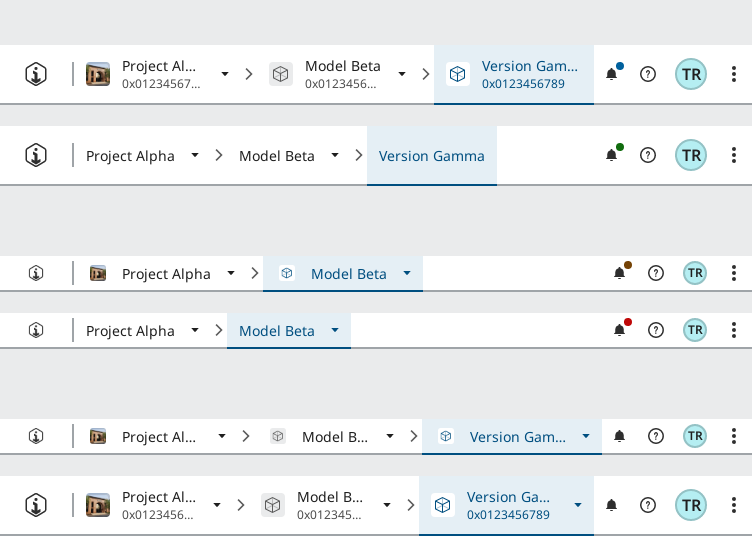 Project Al... Model Beta Version Gam... TR
0x01234567... 0x0123456... 0x0123456789
Project Alpha Model Beta Version Gamma TR
Project Alpha Model Beta TR
Project Alpha Model Beta TR
Project Al... Model B... Version Gam... TR
Project Al... Model B... Version Ga... TR
0x0123456... 0x012345... 0x0123456789